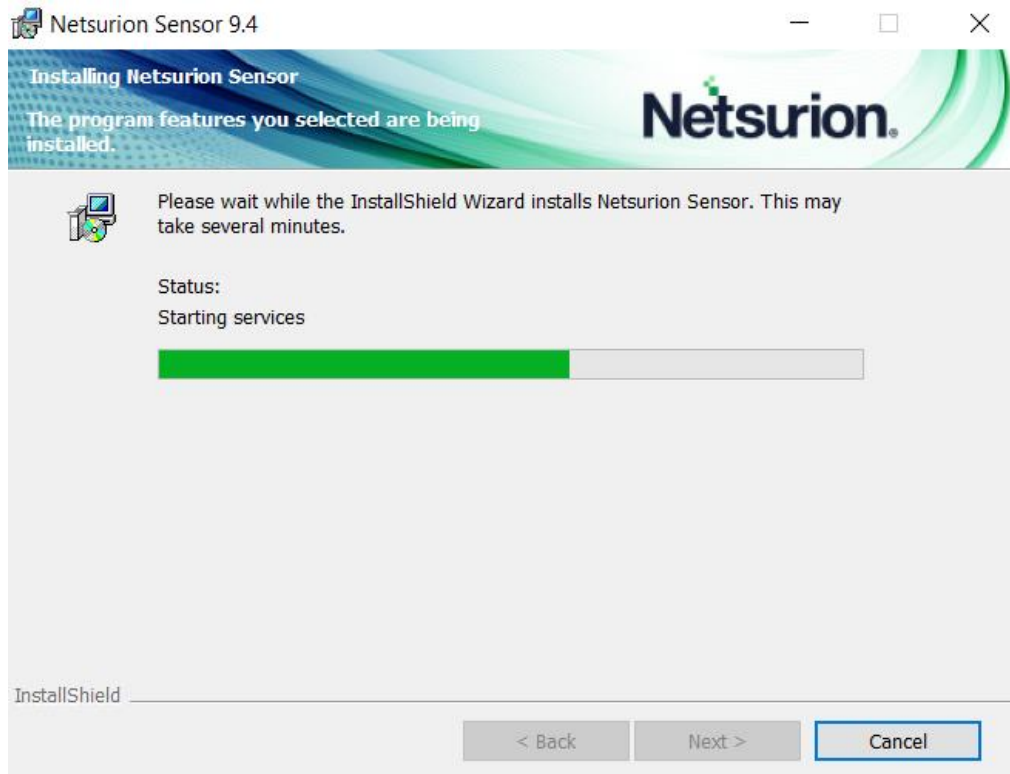 Netsurion Sensor 9.4
Installing Netsurion Sensor
The program features you selected are being
installed.
Netsurion.
Please wait while the InstallShield Wizard installs Netsurion Sensor. This may
take several minutes.
Status:
Starting services
InstallShield
< Back
Next >
Cancel